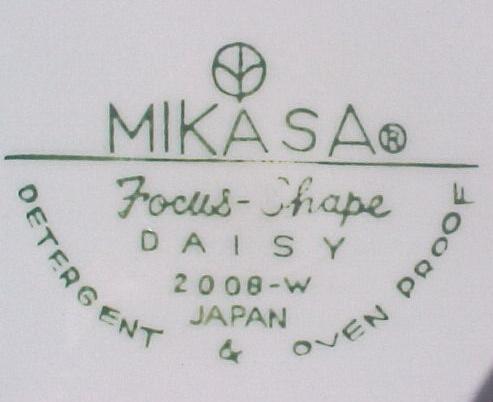 MIKASA®
Focus-Shape
DAISY
2008-W
JAPAN
DETERGENT & OVEN PROOF